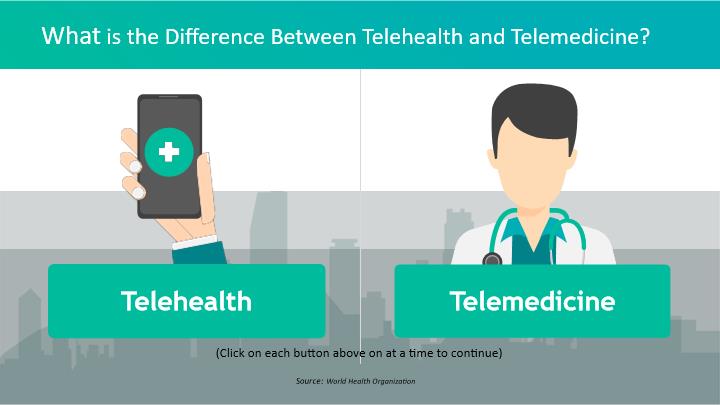 What is the Difference Between Telehealth and Telemedicine?
Telehealth
Telemedicine
(Click on each button above on at a time to continue)
Source: World Health Organization